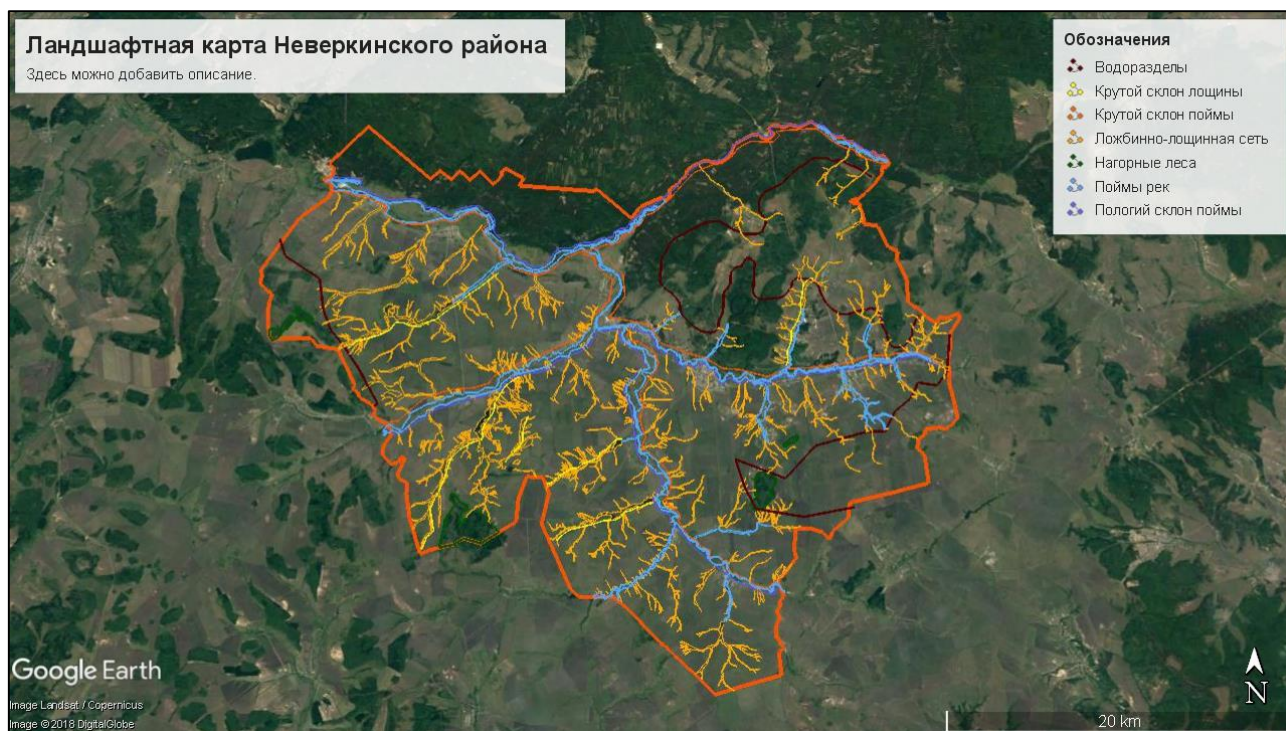 Ландшафтная карта Неверкинского района
Здесь можно добавить описание.
Обозначения
Водоразделы
Крутой склон лощины
Крутой склон поймы
Ложбинно-лощинная сеть
Нагорные леса
Поймы рек
Пологий склон поймы
Google Earth
Image Landsat / Copernicus
Image © 2018 DigitalGlobe
N
20 km